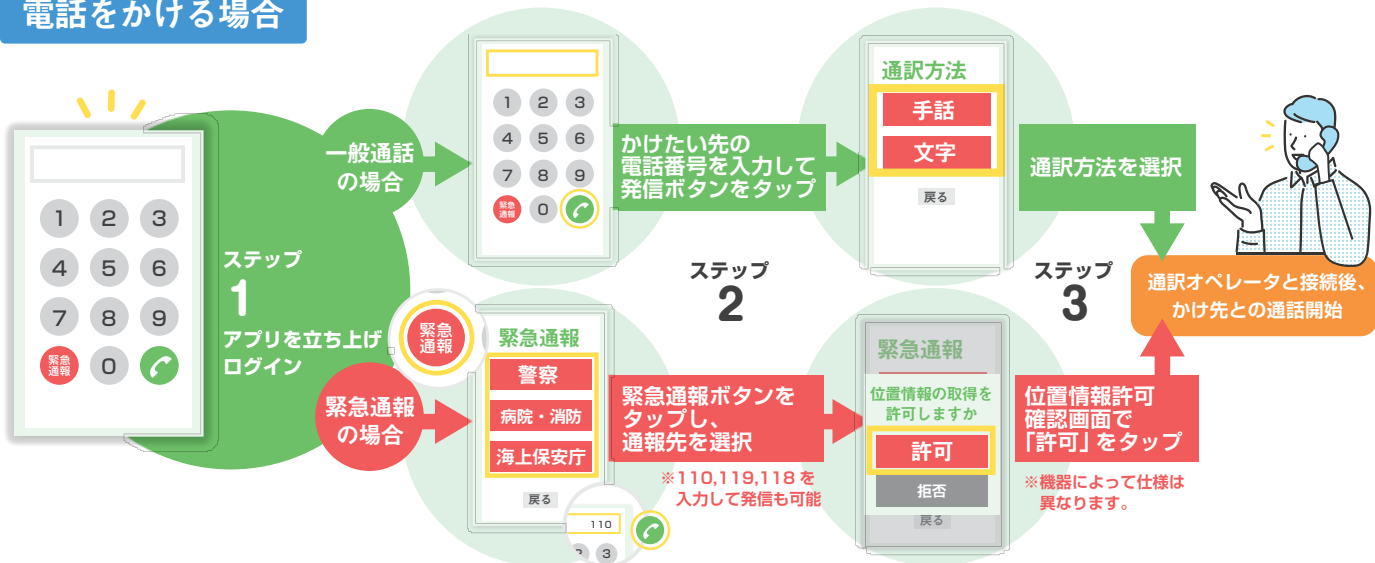 電話をかける場合
1 2 3
4 5 6
7 8 9
緊急
通報
0
ステップ
1
アプリを立ち上げ
ログイン
一般通話
の場合
1 2 3
4 5 6
7 8 9
緊急
通報
0
かけたい先の
電話番号を入力して
発信ボタンをタップ
通訳方法
手話
文字
戻る
通訳方法を選択
ステップ
2
ステップ
3
通訳オペレータと接続後、
かけ先との通話開始
緊急通報
の場合
緊急
通報
緊急通報
警察
病院・消防
海上保安庁
戻る
110
2 3
緊急通報ボタンを
タップし、
通報先を選択
※110,119,118 を
入力して発信も可能
緊急通報
位置情報の取得を
許可しますか
許可
拒否
戻る
位置情報許可
確認画面で
「許可」をタップ
※機器によって仕様は
異なります。